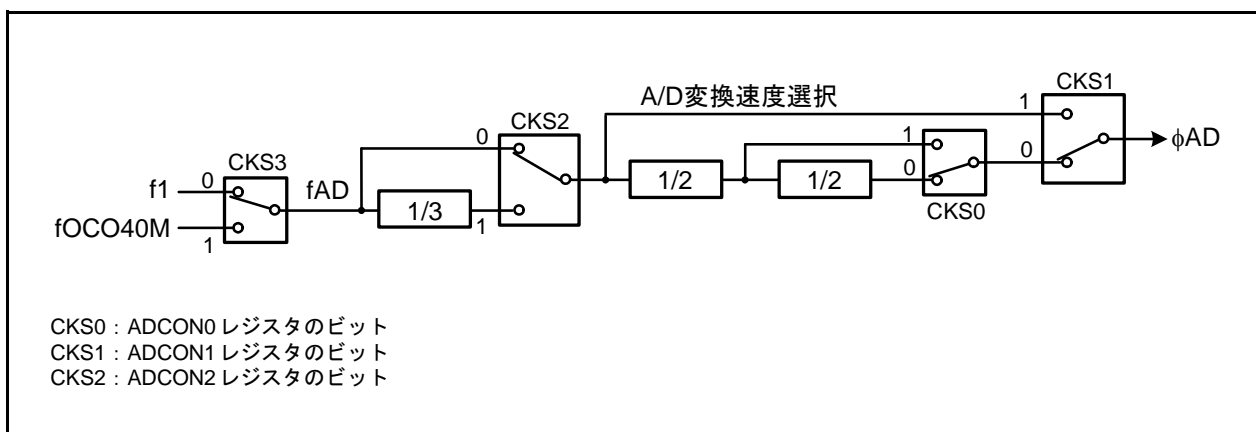 A/D変換速度選択
CKS1
1
CKS2
0
1
CKS3
0
f1
fAD
0
φAD
1/2
1/2
0
1/3
1
CKS0
fOCO40M
1
CKS0：ADCON0 レジスタのビット
CKS1：ADCON1 レジスタのビット
CKS2：ADCON2 レジスタのビット